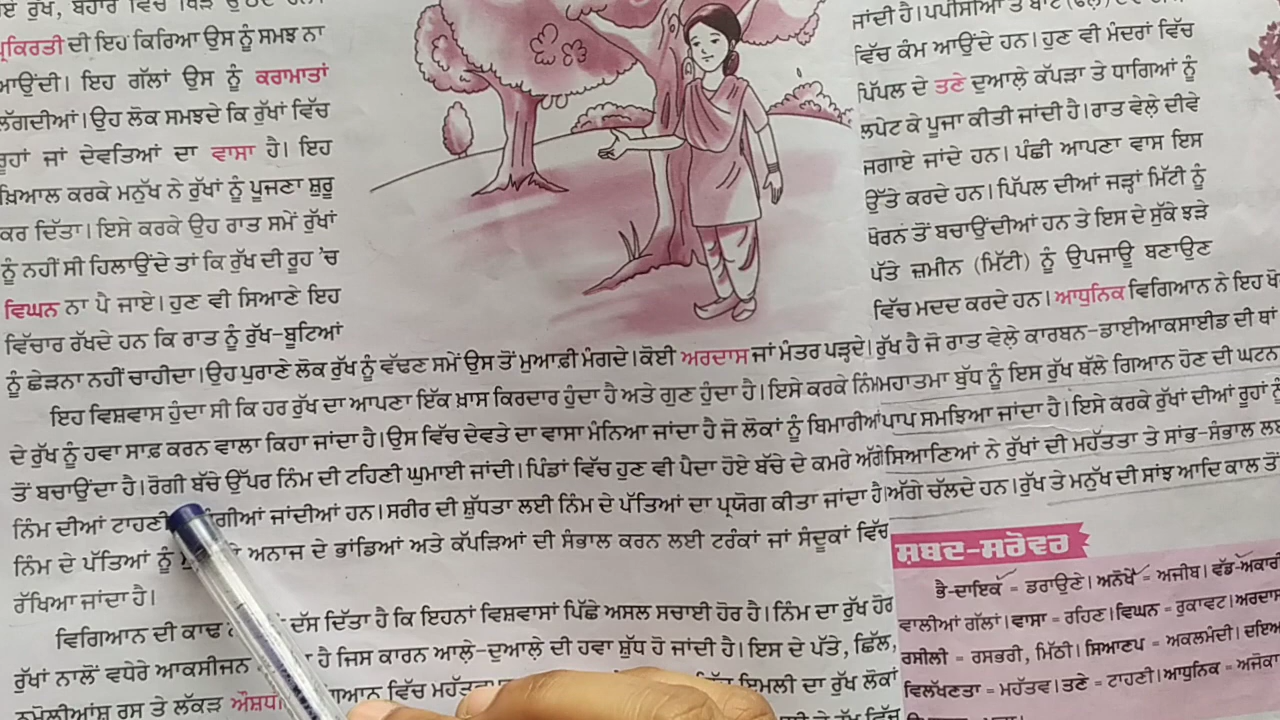 ਏ ਰੁੱਖ, ਬਹਾਰ ਵਿੱਚ ਖਿੜ
ਪ੍ਰਕਿਰਤੀ ਦੀ ਇਹ ਕਿਰਿਆ ਉਸ ਨੂੰ ਸਮਝ ਨਾ
ਆਉਂਦੀ। ਇਹ ਗੱਲਾਂ ਉਸ ਨੂੰ ਕਰਾਮਾਤਾਂ
ਲੱਗਦੀਆਂ। ਉਹ ਲੋਕ ਸਮਝਦੇ ਕਿ ਰੁੱਖਾਂ ਵਿੱਚ
ਰੂਹਾਂ ਜਾਂ ਦੇਵਤਿਆਂ ਦਾ ਵਾਸਾ ਹੈ। ਇਹ
ਖ਼ਿਆਲ ਕਰਕੇ ਮਨੁੱਖ ਨੇ ਰੁੱਖਾਂ ਨੂੰ ਪੂਜਣਾ ਸ਼ੁਰੂ
ਕਰ ਦਿੱਤਾ। ਇਸੇ ਕਰਕੇ ਉਹ ਰਾਤ ਸਮੇਂ ਰੁੱਖਾਂ
ਨੂੰ ਨਹੀਂ ਸੀ ਹਿਲਾਉਂਦੇ ਤਾਂ ਕਿ ਰੁੱਖ ਦੀ ਰੂਹ 'ਚ
ਵਿਘਨ ਨਾ ਪੈ ਜਾਏ। ਹੁਣ ਵੀ ਸਿਆਣੇ ਇਹ
ਵਿੱਚਾਰ ਰੱਖਦੇ ਹਨ ਕਿ ਰਾਤ ਨੂੰ ਰੁੱਖ-ਬੂਟਿਆਂ
ਨੂੰ ਛੇੜਨਾ ਨਹੀਂ ਚਾਹੀਦਾ। ਉਹ ਪੁਰਾਣੇ ਲੋਕ ਰੁੱਖ ਨੂੰ ਵੱਢਣ ਸਮੇਂ ਉਸ ਤੋਂ ਮੁਆਫ਼ੀ ਮੰਗਦੇ। ਕੋਈ ਅਰਦਾਸ ਜਾਂ ਮੰਤਰ ਪੜ੍ਹਦੇ।
ਇਹ ਵਿਸ਼ਵਾਸ ਹੁੰਦਾ ਸੀ ਕਿ ਹਰ ਰੁੱਖ ਦਾ ਆਪਣਾ ਇੱਕ ਖ਼ਾਸ ਕਿਰਦਾਰ ਹੁੰਦਾ ਹੈ ਅਤੇ ਗੁਣ ਹੁੰਦਾ ਹੈ। ਇਸੇ ਕਰਕੇ ਨਿੰਮ
ਦੇ ਰੁੱਖ ਨੂੰ ਹਵਾ ਸਾਫ਼ ਕਰਨ ਵਾਲਾ ਕਿਹਾ ਜਾਂਦਾ ਹੈ। ਉਸ ਵਿੱਚ ਦੇਵਤੇ ਦਾ ਵਾਸਾ ਮੰਨਿਆ ਜਾਂਦਾ ਹੈ ਜੋ ਲੋਕਾਂ ਨੂੰ ਬਿਮਾਰੀਆਂ
ਤੋਂ ਬਚਾਉਂਦਾ ਹੈ। ਰੋਗੀ ਬੱਚੇ ਉੱਪਰ ਨਿੰਮ ਦੀ ਟਹਿਣੀ ਘੁਮਾਈ ਜਾਂਦੀ। ਪਿੰਡਾਂ ਵਿੱਚ ਹੁਣ ਵੀ ਪੈਦਾ ਹੋਏ ਬੱਚੇ ਦੇ ਕਮਰੇ ਅੱਗੇ
ਨਿੰਮ ਦੀਆਂ ਟਾਹਣੀ ਜਾਂਦੀਆਂ ਹਨ। ਸਰੀਰ ਦੀ ਸ਼ੁੱਧਤਾ ਲਈ ਨਿੰਮ ਦੇ ਪੱਤਿਆਂ ਦਾ ਪ੍ਰਯੋਗ ਕੀਤਾ ਜਾਂਦਾ ਹੈ।
ਨਿੰਮ ਦੇ ਪੱਤਿਆਂ ਨੂੰ ਅਨਾਜ ਦੇ ਭਾਂਡਿਆਂ ਅਤੇ ਕੱਪੜਿਆਂ ਦੀ ਸੰਭਾਲ ਕਰਨ ਲਈ ਟਰੰਕਾਂ ਜਾਂ ਸੰਦੂਕਾਂ ਵਿੱਚ
ਰੱਖਿਆ ਜਾਂਦਾ ਹੈ।
ਵਿਗਿਆਨ ਦੀ ਕਾਢ ਦੱਸ ਦਿੱਤਾ ਹੈ ਕਿ ਇਹਨਾਂ ਵਿਸ਼ਵਾਸਾਂ ਪਿੱਛੇ ਅਸਲ ਸਚਾਈ ਹੋਰ ਹੈ। ਨਿੰਮ ਦਾ ਰੁੱਖ ਹੋਰ
ਰੁੱਖਾਂ ਨਾਲੋਂ ਵਧੇਰੇ ਆਕਸੀਜਨ ਹੈ ਜਿਸ ਕਾਰਨ ਆਲੇ-ਦੁਆਲੇ ਦੀ ਹਵਾ ਸ਼ੁੱਧ ਹੋ ਜਾਂਦੀ ਹੈ। ਇਸ ਦੇ ਪੱਤੇ, ਛਿੱਲ,
ਰਸ ਤੇ ਲੱਕੜ ਵਿੱਚ ਇਮਲੀ ਦਾ ਰੁੱਖ ਲੋਕਾਂ
ਜਾਂਦੀ ਹੈ।
ਵਿੱਚ ਕੰਮ ਆਉਂਦੇ ਹਨ। ਹੁਣ ਵੀ ਮੰਦਰਾਂ ਵਿੱਚ
ਪਿੱਪਲ ਦੇ ਤਣੇ ਦੁਆਲੇ ਕੱਪੜਾ ਤੇ ਧਾਗਿਆਂ ਨੂੰ
ਲਪੇਟ ਕੇ ਪੂਜਾ ਕੀਤੀ ਜਾਂਦੀ ਹੈ। ਰਾਤ ਵੇਲੇ ਦੀਵੇ
ਜਗਾਏ ਜਾਂਦੇ ਹਨ। ਪੰਛੀ ਆਪਣਾ ਵਾਸ ਇਸ
ਉੱਤੇ ਕਰਦੇ ਹਨ। ਪਿੱਪਲ ਦੀਆਂ ਜੜ੍ਹਾਂ ਮਿੱਟੀ ਨੂੰ
ਖੋਰਨ ਤੋਂ ਬਚਾਉਂਦੀਆਂ ਹਨ ਤੇ ਇਸ ਦੇ ਸੁੱਕੇ ਝੜੇ
ਪੱਤੇ ਜ਼ਮੀਨ (ਮਿੱਟੀ) ਨੂੰ ਉਪਜਾਊ ਬਣਾਉਣ
ਵਿੱਚ ਮਦਦ ਕਰਦੇ ਹਨ। ਆਧੁਨਿਕ ਵਿਗਿਆਨ ਨੇ ਇਹ ਖੋ
ਰੁੱਖ ਹੈ ਜੋ ਰਾਤ ਵੇਲੇ ਕਾਰਬਨ-ਡਾਈਆਕਸਾਈਡ ਦੀ ਥਾਂ
ਮਹਾਤਮਾ ਬੁੱਧ ਨੂੰ ਇਸ ਰੁੱਖ ਥੱਲੇ ਗਿਆਨ ਹੋਣ ਦੀ ਘਟਨਾ
ਪਾਪ ਸਮਝਿਆ ਜਾਂਦਾ ਹੈ। ਇਸੇ ਕਰਕੇ ਰੁੱਖਾਂ ਦੀਆਂ ਰੂਹਾਂ ਨੂੰ
ਸਿਆਣਿਆਂ ਨੇ ਰੁੱਖਾਂ ਦੀ ਮਹੱਤਤਾ ਤੇ ਸਾਂਭ-ਸੰਭਾਲ ਲਈ
ਅੱਗੇ ਚੱਲਦੇ ਹਨ। ਰੁੱਖ ਤੇ ਮਨੁੱਖ ਦੀ ਸਾਂਝ ਆਦਿ ਕਾਲ ਤੋਂ
ਸ਼ਬਦ-ਸਰੋਵਰ
ਭੈ-ਦਾਇਕ = ਡਰਾਉਣੇ। ਅਨੋਖੇ = ਅਜੀਬ। ਵੱਡ-ਅਕਾਰੀ
ਵਾਲੀਆਂ ਗੱਲਾਂ। ਵਾਸਾ = ਰਹਿਣ। ਵਿਘਨ = ਰੁਕਾਵਟ। ਅਰਦਾਸ
ਰਸੀਲੀ = ਰਸਭਰੀ, ਮਿੱਠੀ। ਸਿਆਣਪ = ਅਕਲਮੰਦੀ।
ਵਿਲੱਖਣਤਾ = ਮਹੱਤਵ। ਤਣੇ = ਟਾਹਣੀ। ਆਧੁਨਿਕ = ਅਜੋਕਾ